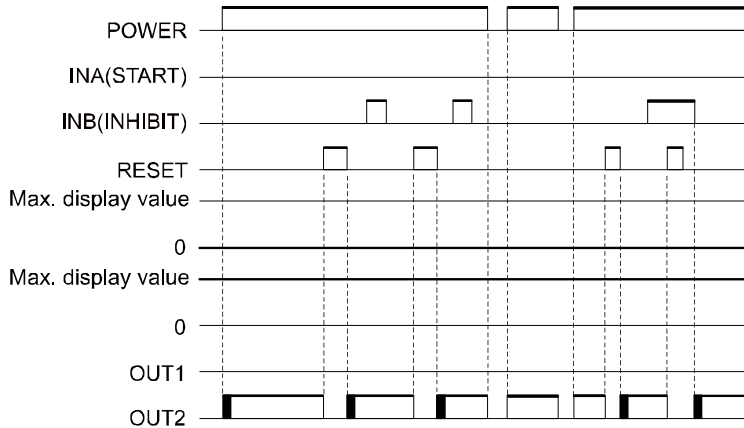 POWER
INA(START)
INB(INHIBIT)
RESET
Max. display value
0
Max. display value
0
OUT1
OUT2